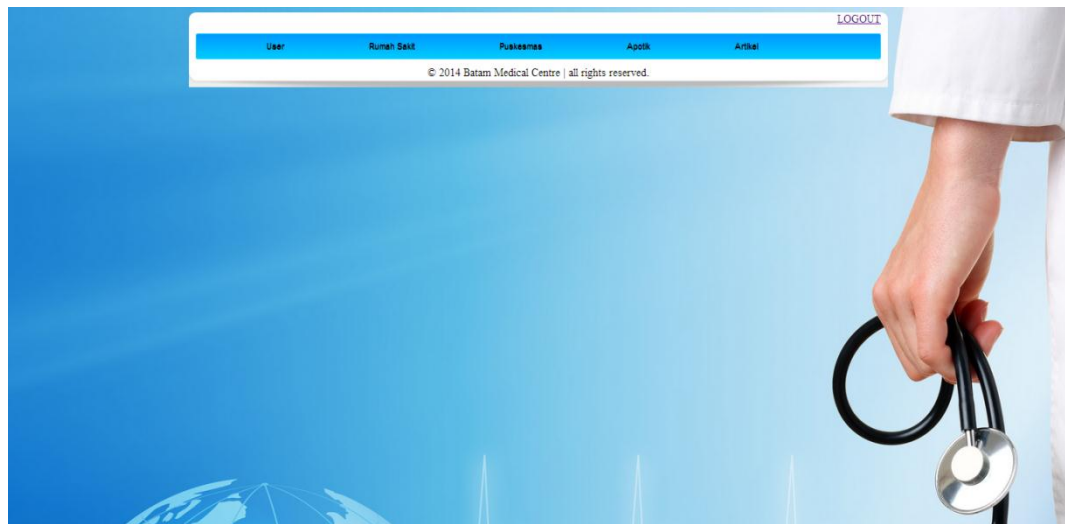 LOGOUT
User Rumah Sakit Puskesmas Apotik Artikel
© 2014 Batam Medical Centre | all rights reserved.